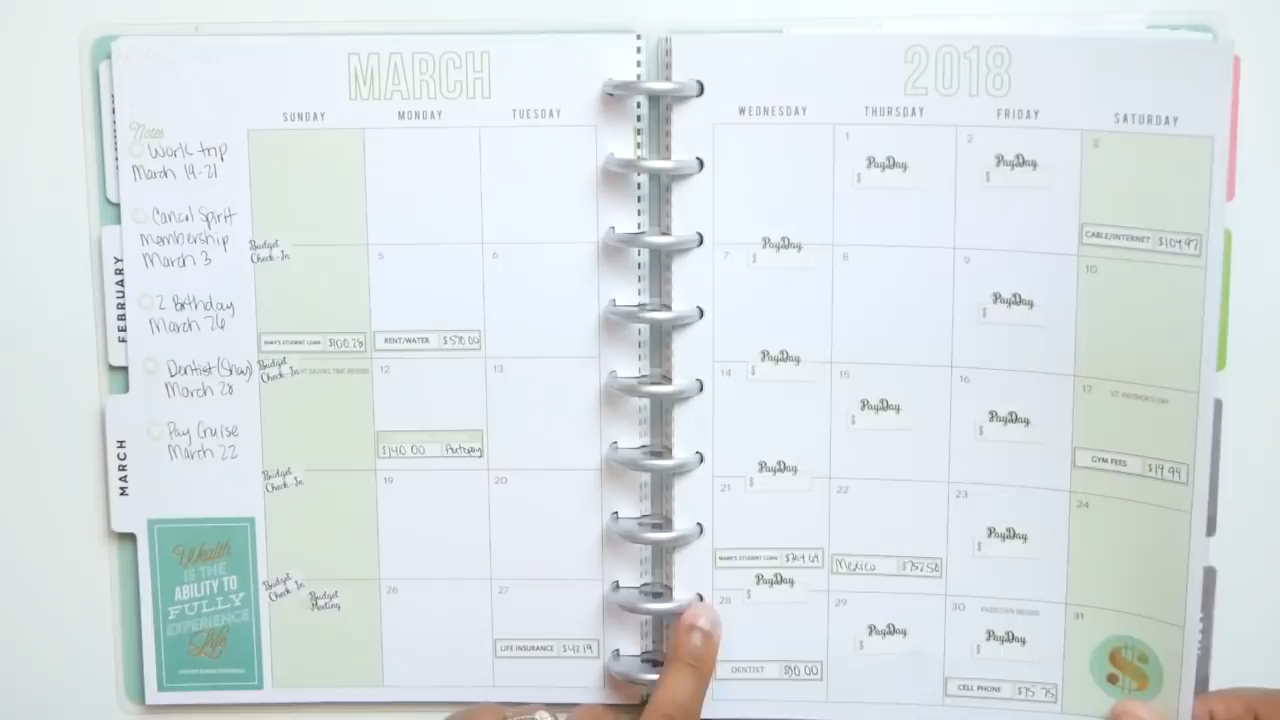 MARCH
2018
SUNDAY MONDAY TUESDAY WEDNESDAY THURSDAY FRIDAY SATURDAY
Notes
Work trip
March 19-21
Cancel Spirit
Membership
March 3
2 Birthday
March 26
Dentist (Shay)
March 28
Pay Cruise
March 22
FEBRUARY
MARCH
Wealth
IS THE
ABILITY TO
FULLY
EXPERIENCE
Life
1 2 3
PayDay PayDay
$ $
CABLE/INTERNET $104.97
Budget
Check-In
5 6 7 8 9 10
PayDay
$
PayDay
$
SHAY'S STUDENT LOAN $100.28
RENT/WATER $570.00
Budget
Check-In
12 13 14 15 16 17
ST. PATRICK'S DAY
PayDay
$
PayDay
$
PayDay
$
$140.00 Autopay
GYM FEES $19.99
Budget
Check-In
19 20 21 22 23 24
PayDay
$
PayDay
$
MARK'S STUDENT LOAN
Mexico $752.50
Budget
Check-In
Budget
Meeting
26 27 28 29 30 31
PayDay
$
PayDay
$
PayDay
$
LIFE INSURANCE $42.19
DENTIST
CELL PHONE $75.75
$